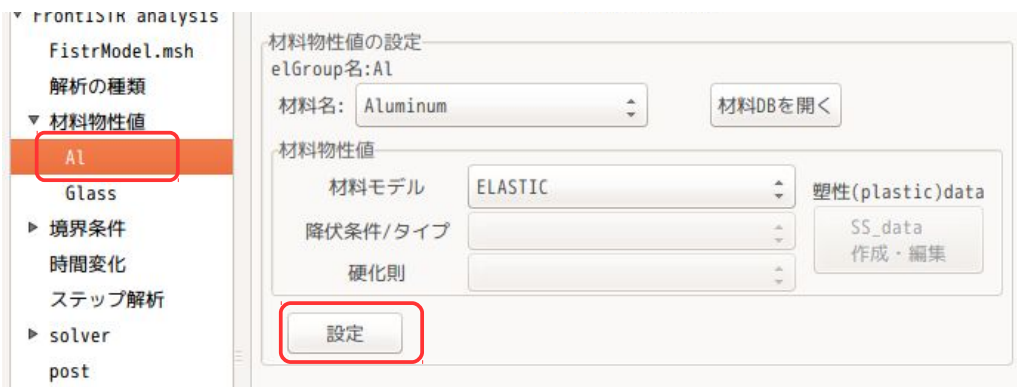 FrontISTR analysis
FistrModel.msh
解析の種類
材料物性値
Al
Glass
境界条件
時間変化
ステップ解析
solver
post
材料物性値の設定
elGroup名:Al
材料名: Aluminum 材料DBを開く
材料物性値
材料モデル ELASTIC 塑性(plastic)data
降伏条件/タイプ SS_data
作成・編集
硬化則
設定